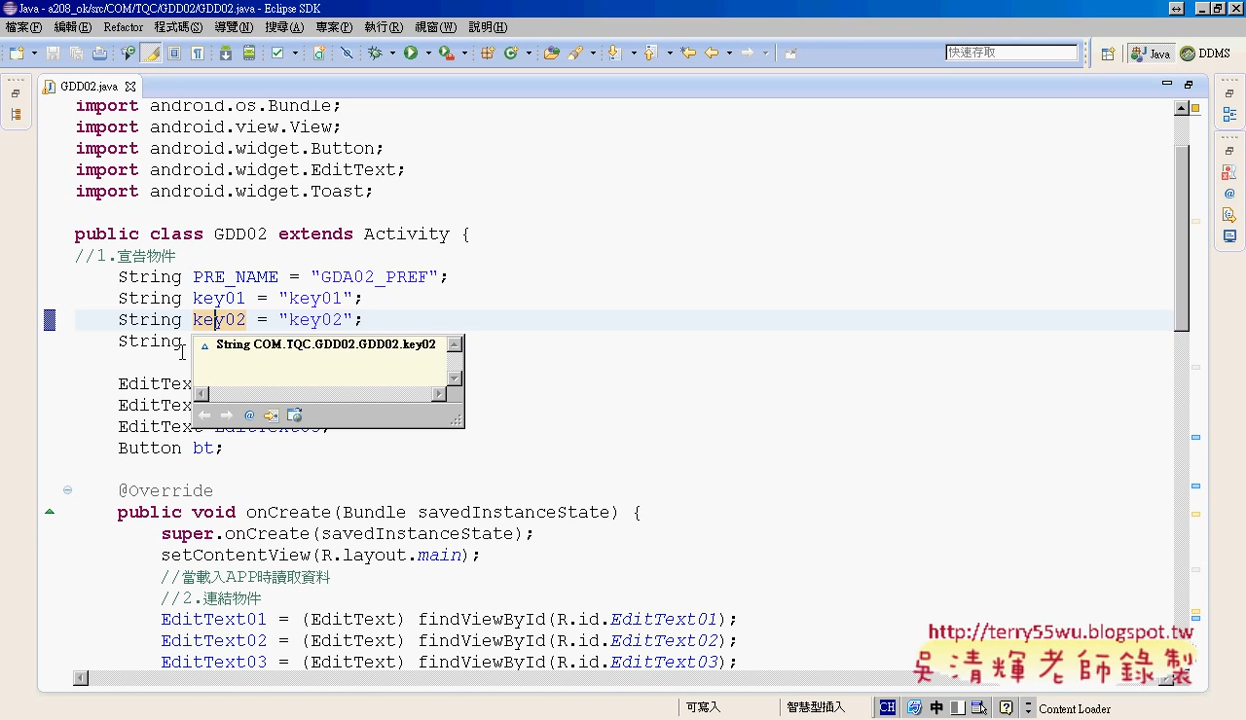 Java - a208_ok/src/COM/TQC/GDD02/GDD02.java - Eclipse SDK
檔案(F) 編輯(E) Refactor 程式碼(S) 導覽(N) 搜尋(A) 專案(P) 執行(R) 視窗(W) 說明(H)
快速存取 Java DDMS
GDD02.java
import android.os.Bundle;
import android.view.View;
import android.widget.Button;
import android.widget.EditText;
import android.widget.Toast;
public class GDD02 extends Activity {
//1.宣告物件
String PRE_NAME = "GDA02_PREF";
String key01 = "key01";
String key02 = "key02";
String
String COM.TQC.GDD02.GDD02.key02
EditTex
EditTex
Button bt;
@Override
public void onCreate(Bundle savedInstanceState) {
super.onCreate(savedInstanceState);
setContentView(R.layout.main);
//當載入APP時讀取資料
//2.連結物件
EditText01 = (EditText) findViewById(R.id.EditText01);
EditText02 = (EditText) findViewById(R.id.EditText02);
EditText03 = (EditText) findViewById(R.id.EditText03);
http://terry55wu.blogspot.tw
吳清輝老師錄製
可寫入 智慧型插入 CH 中 Content Loader